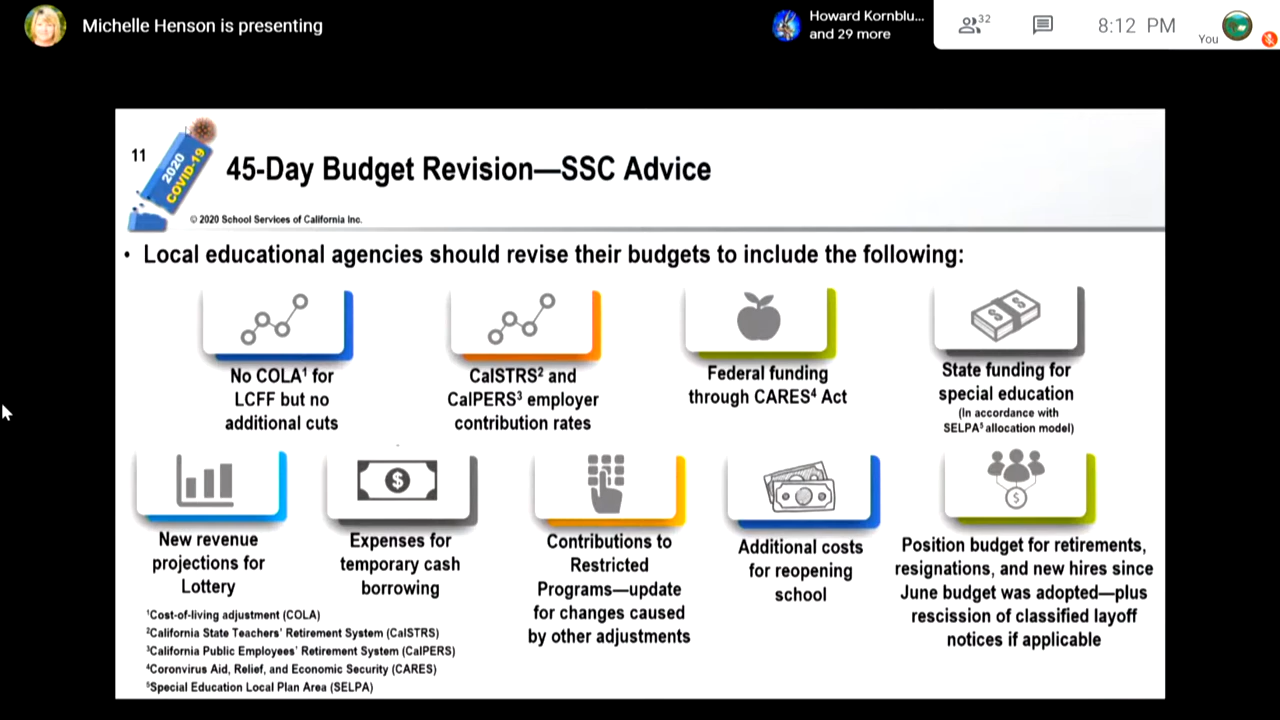 Michelle Henson is presenting
Howard Kornblu...
and 29 more
32
8:12 PM
You
11
2020
COVID-19
45-Day Budget Revision—SSC Advice
© 2020 School Services of California Inc.
• Local educational agencies should revise their budgets to include the following:
No COLA¹ for
LCFF but no
additional cuts
CalSTRS² and
CalPERS³ employer
contribution rates
Federal funding
through CARES⁴ Act
State funding for
special education
(In accordance with
SELPA⁵ allocation model)
New revenue
projections for
Lottery
$
Expenses for
temporary cash
borrowing
Contributions to
Restricted
Programs—update
for changes caused
by other adjustments
Additional costs
for reopening
school
$
Position budget for retirements,
resignations, and new hires since
June budget was adopted—plus
rescission of classified layoff
notices if applicable
¹Cost-of-living adjustment (COLA)
²California State Teachers' Retirement System (CalSTRS)
³California Public Employees' Retirement System (CalPERS)
⁴Coronvirus Aid, Relief, and Economic Security (CARES)
⁵Special Education Local Plan Area (SELPA)